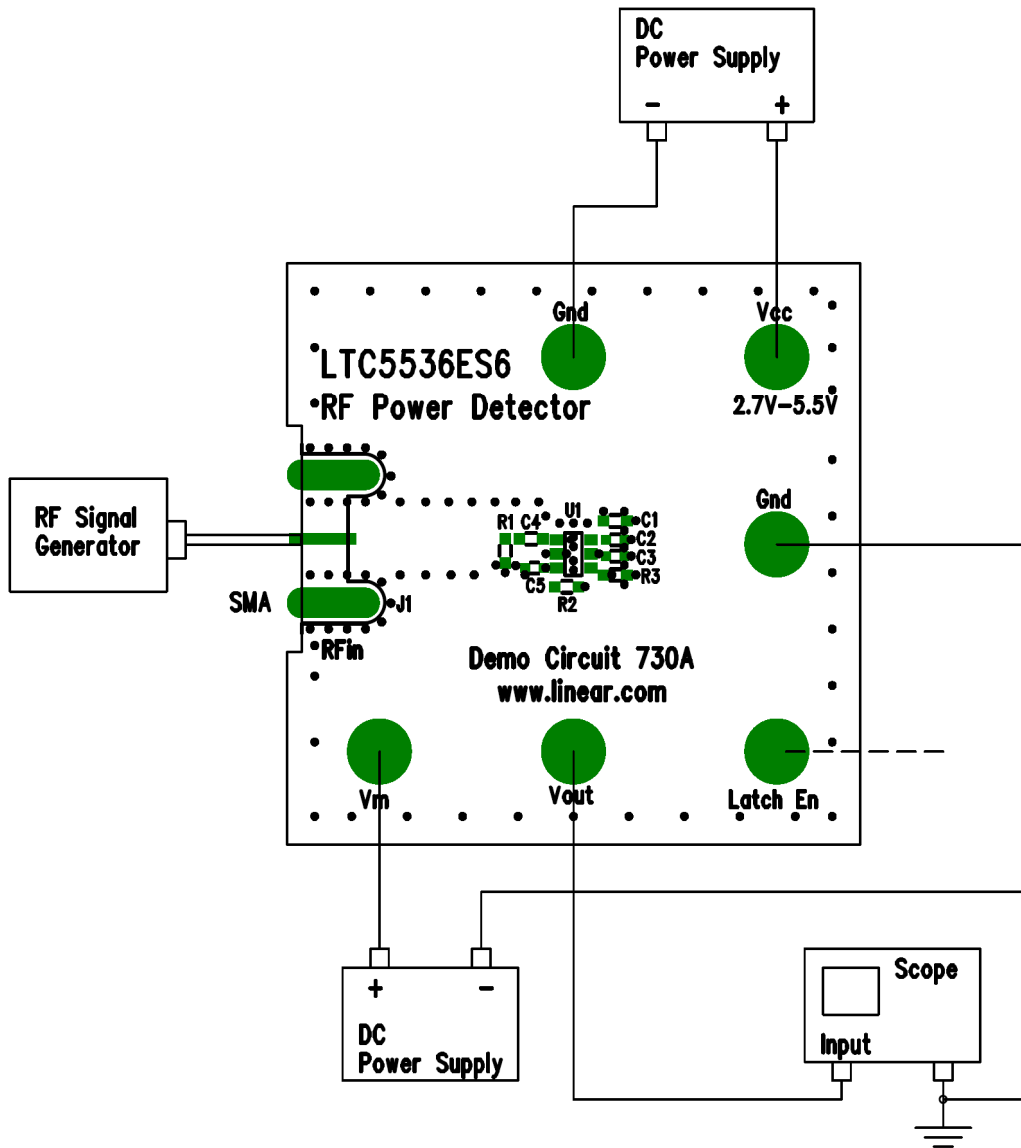 DC
Power Supply
- +
Gnd
Vcc
LTC5536ES6
RF Power Detector
2.7V-5.5V
RF Signal
Generator
Gnd
R1 C4 U1 C1
C2
C3
C5 R3
R2
SMA
J1
RFin
Demo Circuit 730A
www.linear.com
Vm
Vout
Latch En
+ -
DC
Power Supply
Scope
Input